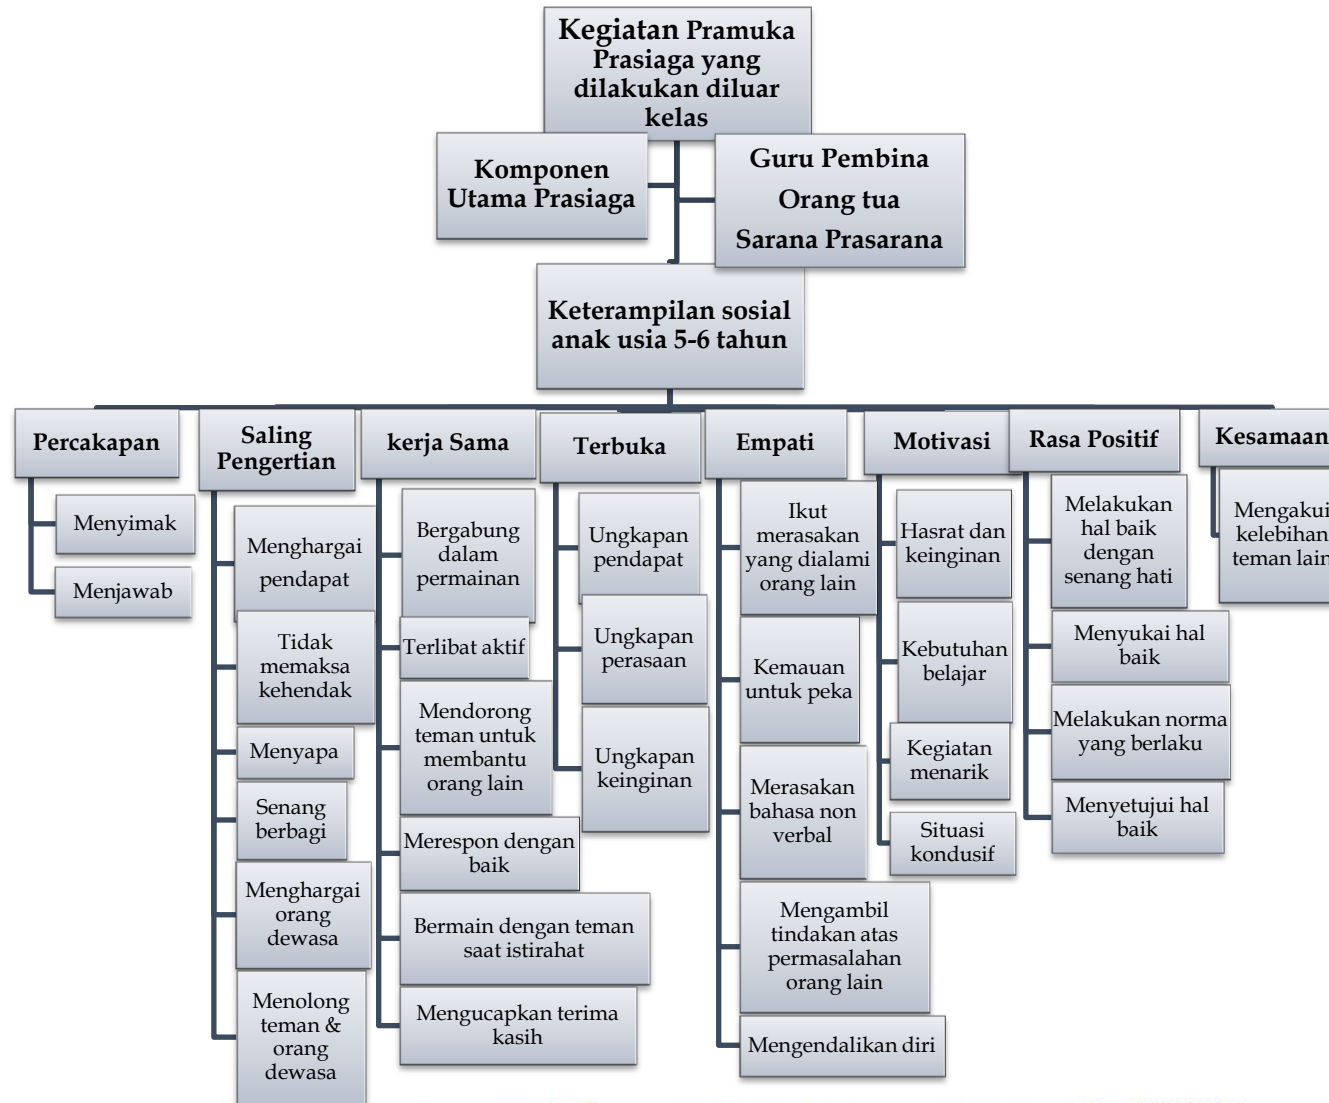 Kegiatan Pramuka
Prasiaga yang
dilakukan diluar
kelas
Komponen
Utama Prasiaga
Guru Pembina
Orang tua
Sarana Prasarana
Keterampilan sosial
anak usia 5-6 tahun
Percakapan
Menyimak
Menjawab
Saling
Pengertian
Menghargai
pendapat
Tidak
memaksa
kehendak
Menyapa
Senang
berbagi
Menghargai
orang
dewasa
Menolong
teman &
orang
dewasa
kerja Sama
Bergabung
dalam
permainan
Terlibat aktif
Mendorong
teman untuk
membantu
orang lain
Merespon dengan
baik
Bermain dengan teman
saat istirahat
Mengucapkan terima
kasih
Terbuka
Ungkapan
pendapat
Ungkapan
perasaan
Ungkapan
keinginan
Empati
Ikut
merasakan
yang dialami
orang lain
Kemauan
untuk peka
Merasakan
bahasa non
verbal
Mengambil
tindakan atas
permasalahan
orang lain
Mengendalikan diri
Motivasi
Hasrat dan
keinginan
Kebutuhan
belajar
Kegiatan
menarik
Situasi
kondusif
Rasa Positif
Melakukan
hal baik
dengan
senang hati
Menyukai hal
baik
Melakukan norma
yang berlaku
Menyetujui hal
baik
Kesamaan
Mengakui
kelebihan
teman lain